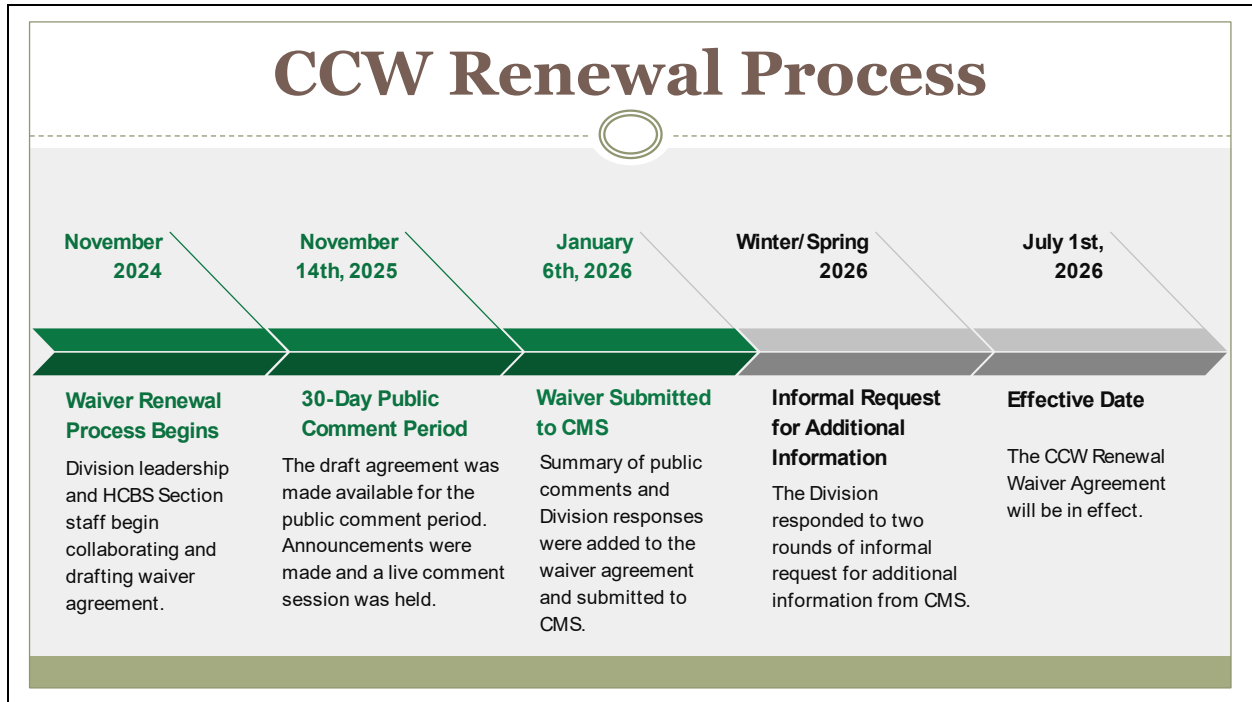 CCW Renewal Process
November
2024
November
14th, 2025
January
6th, 2026
Winter/Spring
2026
July 1st,
2026
Waiver Renewal
Process Begins
Division leadership
and HCBS Section
staff begin
collaborating and
drafting waiver
agreement.
30-Day Public
Comment Period
The draft agreement was
made available for the
public comment period.
Announcements were
made and a live comment
session was held.
Waiver Submitted
to CMS
Summary of public
comments and
Division responses
were added to the
waiver agreement
and submitted to
CMS.
Informal Request
for Additional
Information
The Division
responded to two
rounds of informal
request for additional
information from CMS.
Effective Date
The CCW Renewal
Waiver Agreement
will be in effect.